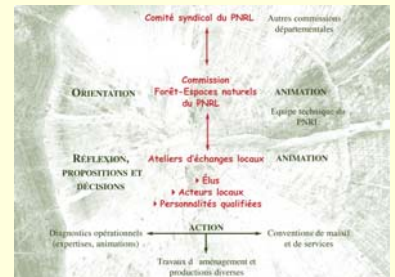 Comité syndical du PNRL
Autres commissions
départementales
Commission
Forêt-Espaces naturels
du PNRL
ORIENTATION
ANIMATION
Equipe technique du
PNRL
RÉFLEXION,
PROPOSITIONS ET
DÉCISIONS
Ateliers d'échanges locaux
ANIMATION
Élus
Acteurs locaux
Personnalités qualifiées
ACTION
Diagnostics opérationnels
(expertises, animations)
Conventions de massif
et de services
Travaux d aménagement et
productions diverses